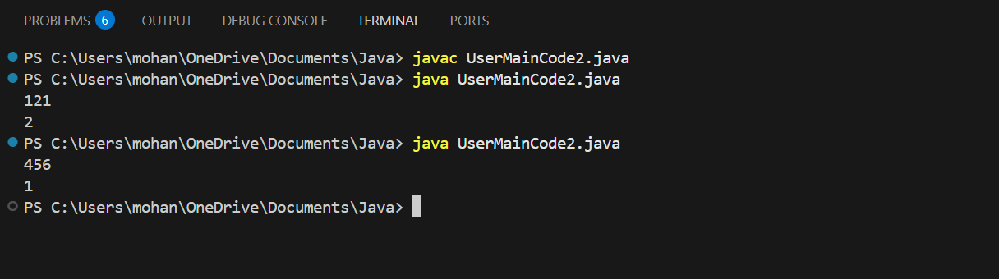 PROBLEMS 6 OUTPUT DEBUG CONSOLE TERMINAL PORTS
PS C:\Users\mohan\OneDrive\Documents\Java> javac UserMainCode2.java
PS C:\Users\mohan\OneDrive\Documents\Java> java UserMainCode2.java
121
2
PS C:\Users\mohan\OneDrive\Documents\Java> java UserMainCode2.java
456
1
PS C:\Users\mohan\OneDrive\Documents\Java>